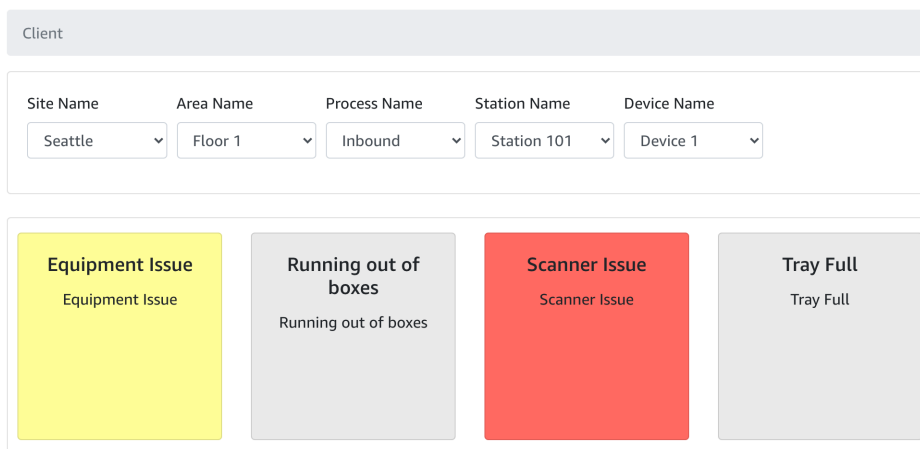 Client
Site Name Area Name Process Name Station Name Device Name
Seattle Floor 1 Inbound Station 101 Device 1
Equipment Issue
Equipment Issue
Running out of
boxes
Running out of boxes
Scanner Issue
Scanner Issue
Tray Full
Tray Full